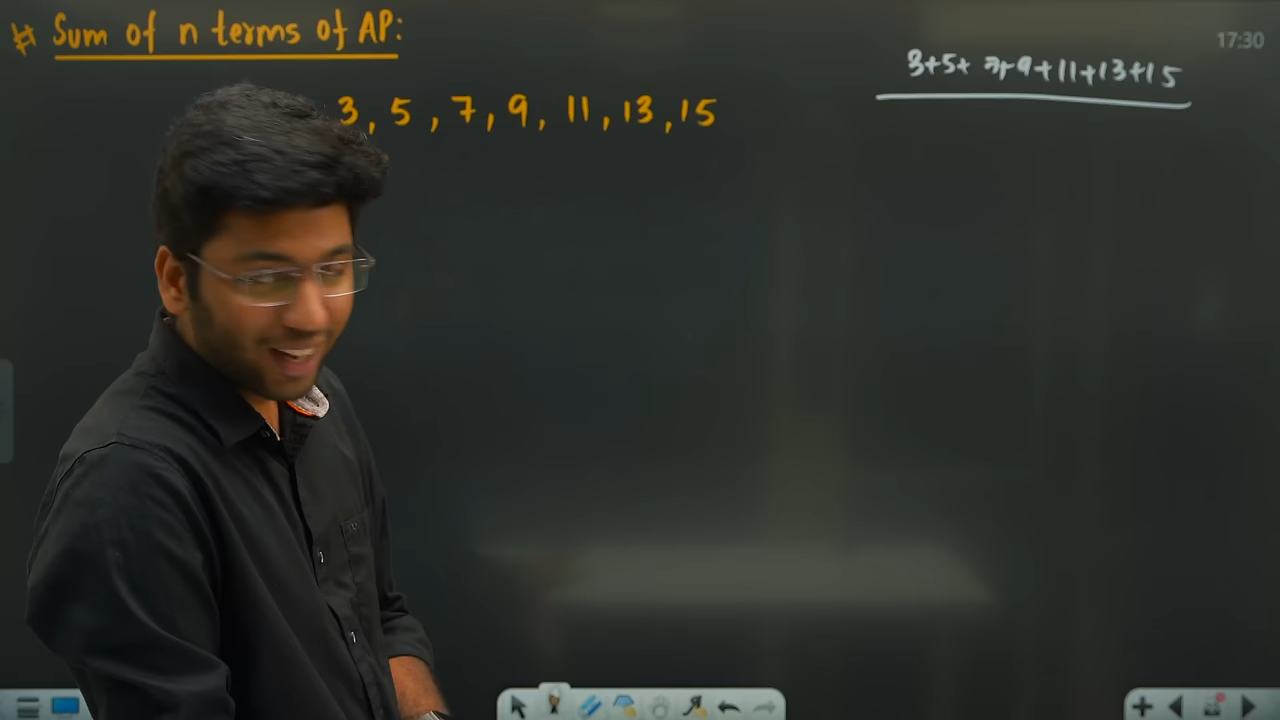 # Sum of n terms of AP:
17:30
3+5+ 7+9+11+13+15
3, 5, 7, 9, 11, 13, 15